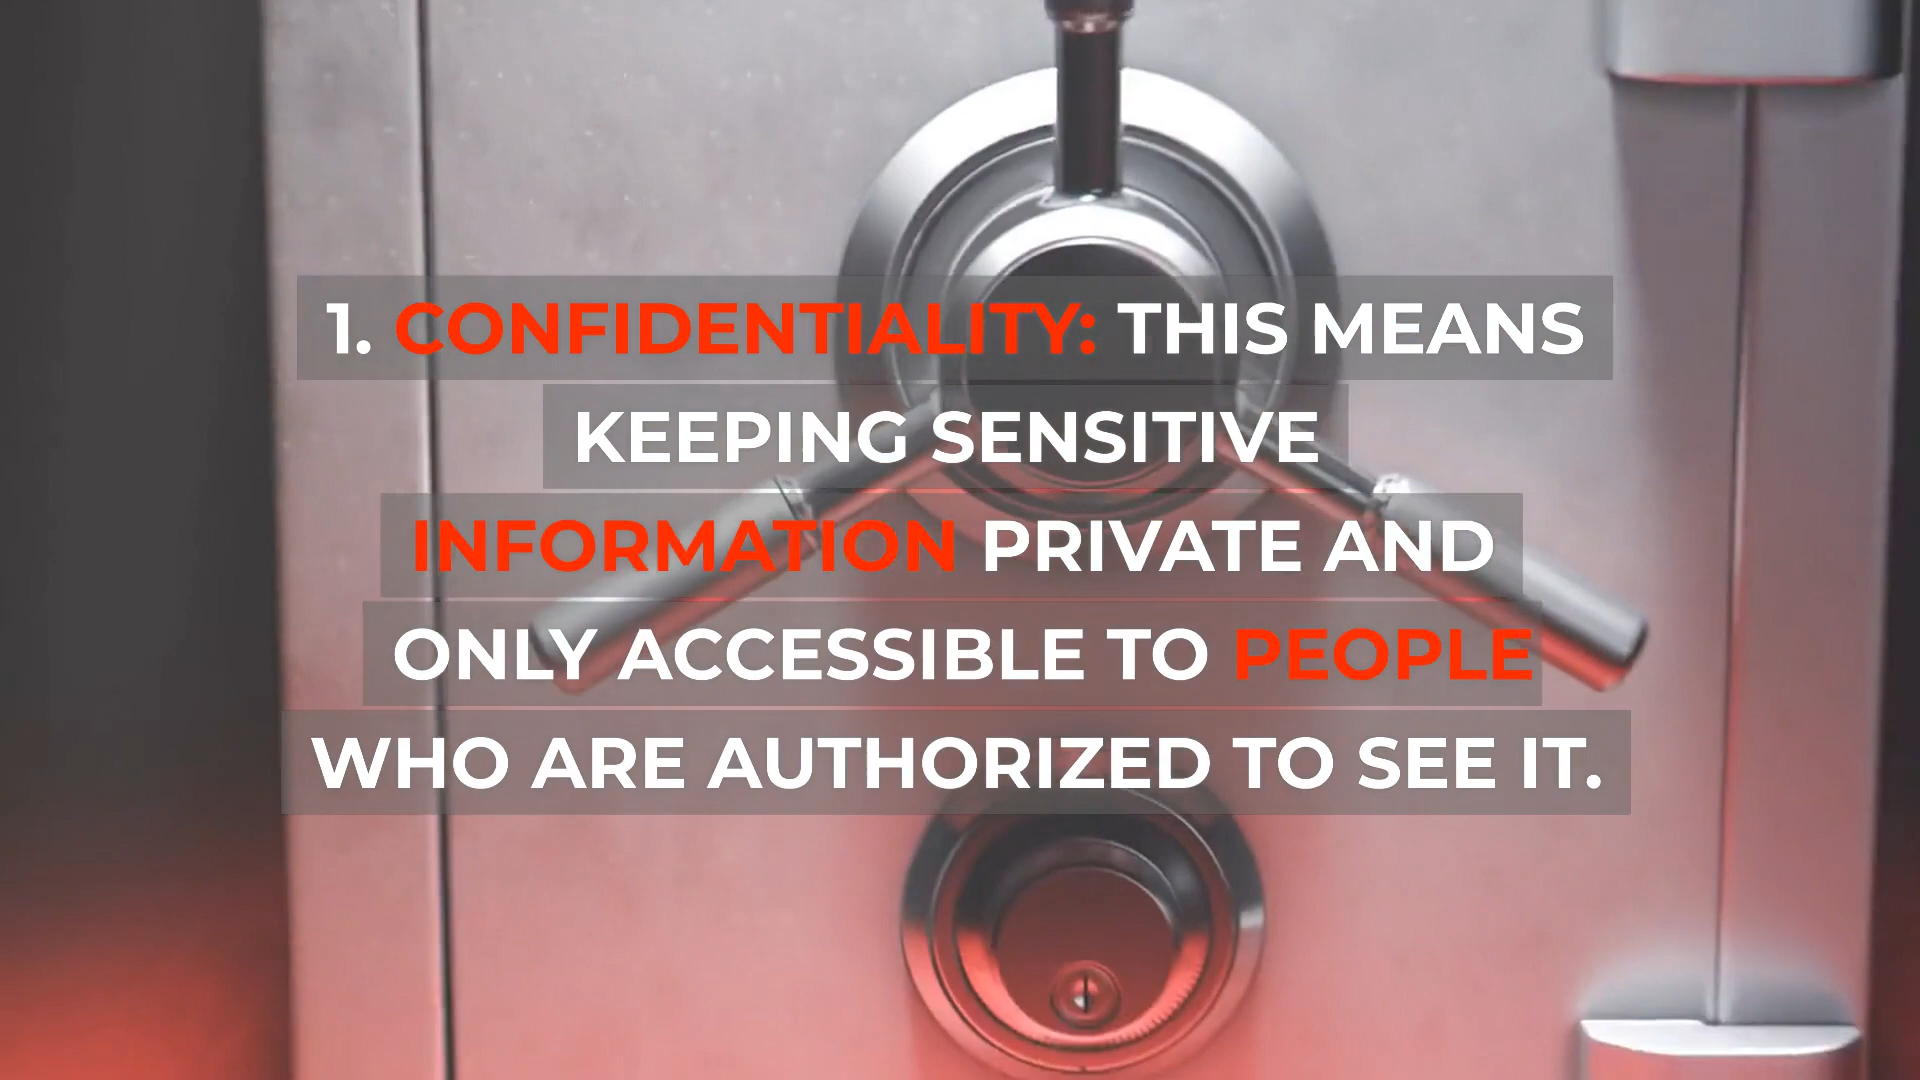 1. CONFIDENTIALITY: THIS MEANS
KEEPING SENSITIVE
INFORMATION PRIVATE AND
ONLY ACCESSIBLE TO PEOPLE
WHO ARE AUTHORIZED TO SEE IT.